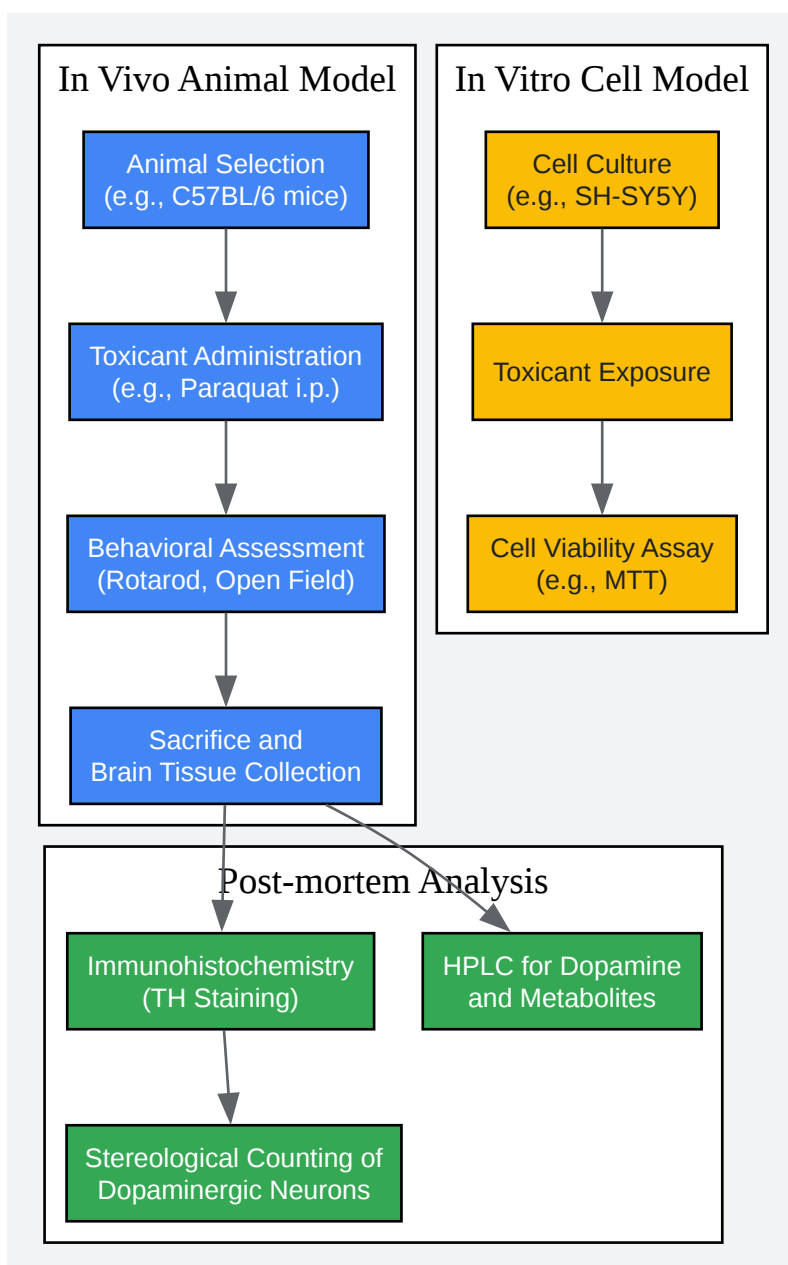 In Vivo Animal Model
Animal Selection
(e.g., C57BL/6 mice)
Toxicant Administration
(e.g., Paraquat i.p.)
Behavioral Assessment
(Rotarod, Open Field)
Sacrifice and
Brain Tissue Collection
In Vitro Cell Model
Cell Culture
(e.g., SH-SY5Y)
Toxicant Exposure
Cell Viability Assay
(e.g., MTT)
Post-mortem Analysis
Immunohistochemistry
(TH Staining)
HPLC for Dopamine
and Metabolites
Stereological Counting of
Dopaminergic Neurons